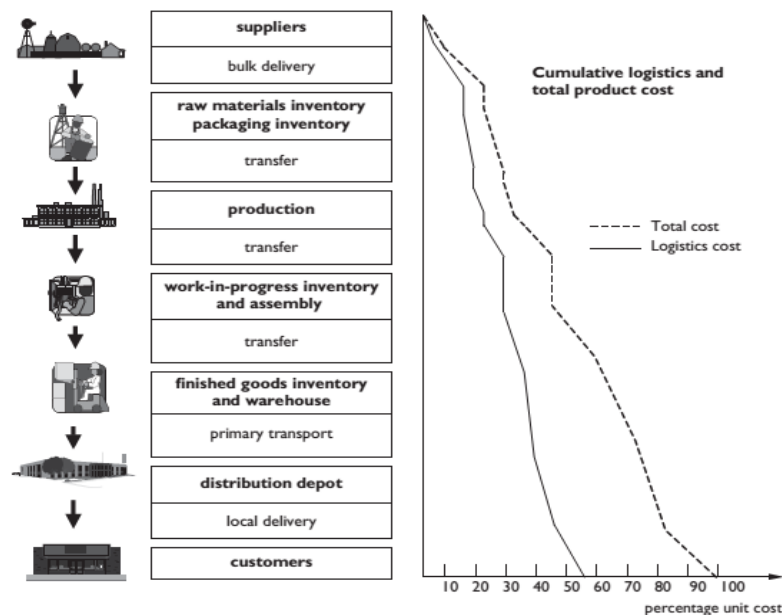 suppliers
bulk delivery
raw materials inventory
packaging inventory
transfer
production
transfer
work-in-progress inventory
and assembly
transfer
finished goods inventory
and warehouse
primary transport
distribution depot
local delivery
customers
Cumulative logistics and
total product cost
Total cost
Logistics cost
10 20 30 40 50 60 70 80 90 100
percentage unit cost